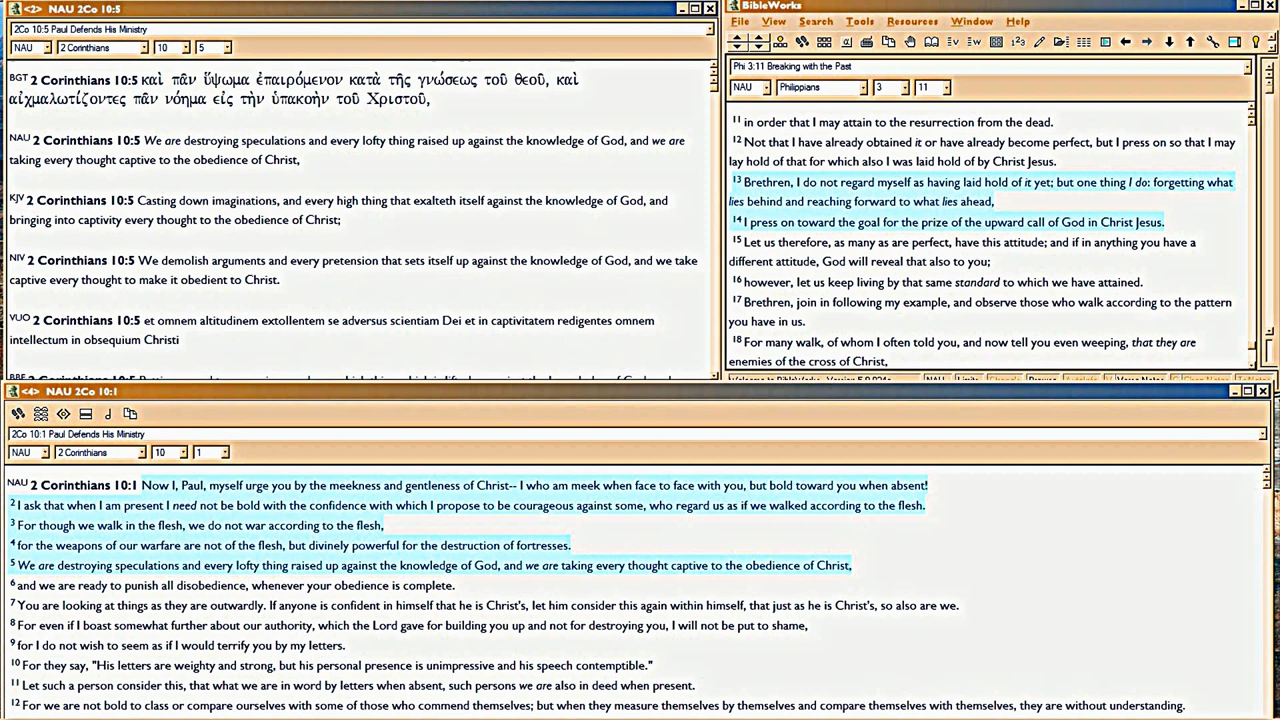 <2> NAU 2Co 10:5
2Co 10:5 Paul Defends His Ministry
NAU 2 Corinthians 10 5
BGT 2 Corinthians 10:5 καὶ πᾶν ὕψωμα ἐπαιρόμενον κατὰ τῆς γνώσεως τοῦ θεοῦ, καὶ
αἰχμαλωτίζοντες πᾶν νόημα εἰς τὴν ὑπακοὴν τοῦ Χριστοῦ,
NAU 2 Corinthians 10:5 We are destroying speculations and every lofty thing raised up against the knowledge of God, and we are
taking every thought captive to the obedience of Christ,
KJV 2 Corinthians 10:5 Casting down imaginations, and every high thing that exalteth itself against the knowledge of God, and
bringing into captivity every thought to the obedience of Christ;
NIV 2 Corinthians 10:5 We demolish arguments and every pretension that sets itself up against the knowledge of God, and we take
captive every thought to make it obedient to Christ.
VUO 2 Corinthians 10:5 et omnem altitudinem extollentem se adversus scientiam Dei et in captivitatem redigentes omnem
intellectum in obsequium Christi
BibleWorks
File View Search Tools Resources Window Help
Phi 3:11 Breaking with the Past
NAU Philippians 3 11
11 in order that I may attain to the resurrection from the dead.
12 Not that I have already obtained it or have already become perfect, but I press on so that I may
lay hold of that for which also I was laid hold of by Christ Jesus.
13 Brethren, I do not regard myself as having laid hold of it yet; but one thing I do: forgetting what
lies behind and reaching forward to what lies ahead,
14 I press on toward the goal for the prize of the upward call of God in Christ Jesus.
15 Let us therefore, as many as are perfect, have this attitude; and if in anything you have a
different attitude, God will reveal that also to you;
16 however, let us keep living by that same standard to which we have attained.
17 Brethren, join in following my example, and observe those who walk according to the pattern
you have in us.
18 For many walk, of whom I often told you, and now tell you even weeping, that they are
enemies of the cross of Christ,
<4> NAU 2Co 10:1
2Co 10:1 Paul Defends His Ministry
NAU 2 Corinthians 10 1
NAU 2 Corinthians 10:1 Now I, Paul, myself urge you by the meekness and gentleness of Christ-- I who am meek when face to face with you, but bold toward you when absent!
2 I ask that when I am present I need not be bold with the confidence with which I propose to be courageous against some, who regard us as if we walked according to the flesh.
3 For though we walk in the flesh, we do not war according to the flesh,
4 for the weapons of our warfare are not of the flesh, but divinely powerful for the destruction of fortresses.
5 We are destroying speculations and every lofty thing raised up against the knowledge of God, and we are taking every thought captive to the obedience of Christ,
6 and we are ready to punish all disobedience, whenever your obedience is complete.
7 You are looking at things as they are outwardly. If anyone is confident in himself that he is Christ's, let him consider this again within himself, that just as he is Christ's, so also are we.
8 For even if I boast somewhat further about our authority, which the Lord gave for building you up and not for destroying you, I will not be put to shame,
9 for I do not wish to seem as if I would terrify you by my letters.
10 For they say, "His letters are weighty and strong, but his personal presence is unimpressive and his speech contemptible."
11 Let such a person consider this, that what we are in word by letters when absent, such persons we are also in deed when present.
12 For we are not bold to class or compare ourselves with some of those who commend themselves; but when they measure themselves by themselves and compare themselves with themselves, they are without understanding.